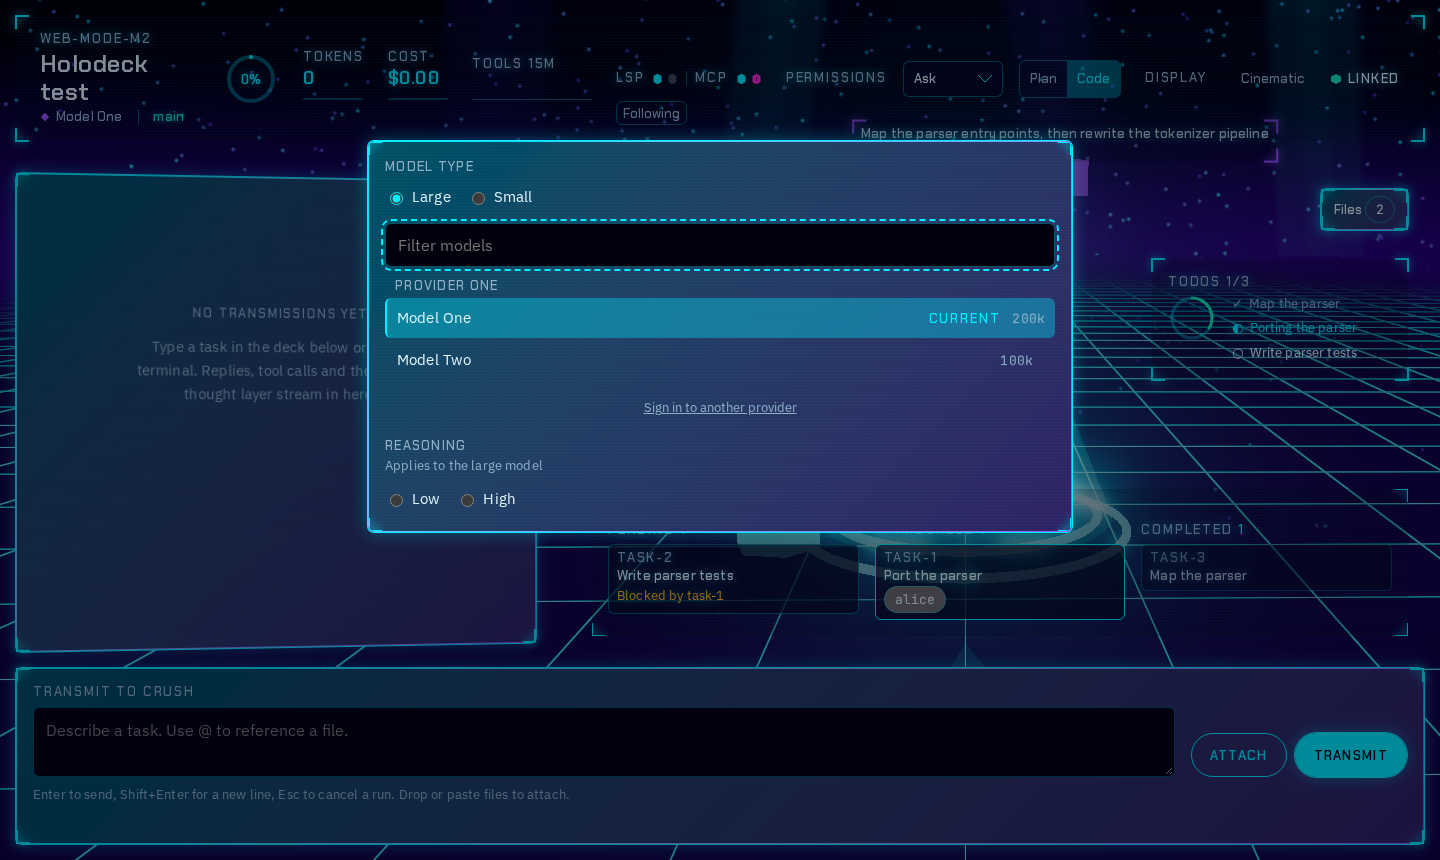 WEB-MODE-M2
Holodeck
test
Model One
main
0%
TOKENS
0
COST
$0.00
TOOLS 15M
LSP
MCP
Following
PERMISSIONS
Ask
Plan
Code
DISPLAY
Cinematic
LINKED
Map the parser entry points, then rewrite the tokenizer pipeline
MODEL TYPE
Large
Small
Filter models
PROVIDER ONE
Model One
CURRENT
200k
Model Two
100k
Sign in to another provider
REASONING
Applies to the large model
Low
High
NO TRANSMISSIONS YET
Type a task in the deck below or
terminal. Replies, tool calls and the
thought layer stream in here
Files 2
TODOS 1/3
✓ Map the parser
Porting the parser
Write parser tests
TASK-2
Write parser tests
Blocked by task-1
TASK-1
Port the parser
alice
COMPLETED 1
TASK-3
Map the parser
TRANSMIT TO CRUSH
Describe a task. Use @ to reference a file.
ATTACH
TRANSMIT
Enter to send, Shift+Enter for a new line, Esc to cancel a run. Drop or paste files to attach.